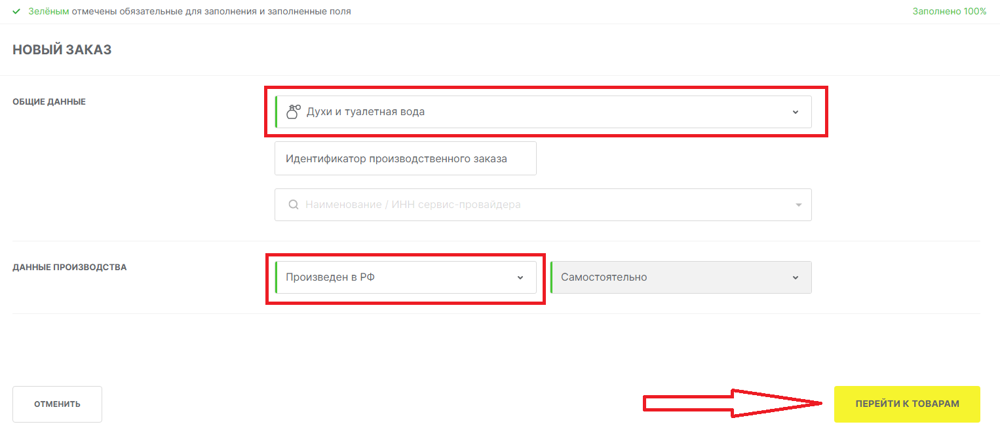 Зелёным отмечены обязательные для заполнения и заполненные поля
Заполнено 100%
НОВЫЙ ЗАКАЗ
ОБЩИЕ ДАННЫЕ
Духи и туалетная вода
Идентификатор производственного заказа
Наименование / ИНН сервис-провайдера
ДАННЫЕ ПРОИЗВОДСТВА
Произведен в РФ
Самостоятельно
ОТМЕНИТЬ
ПЕРЕЙТИ К ТОВАРАМ